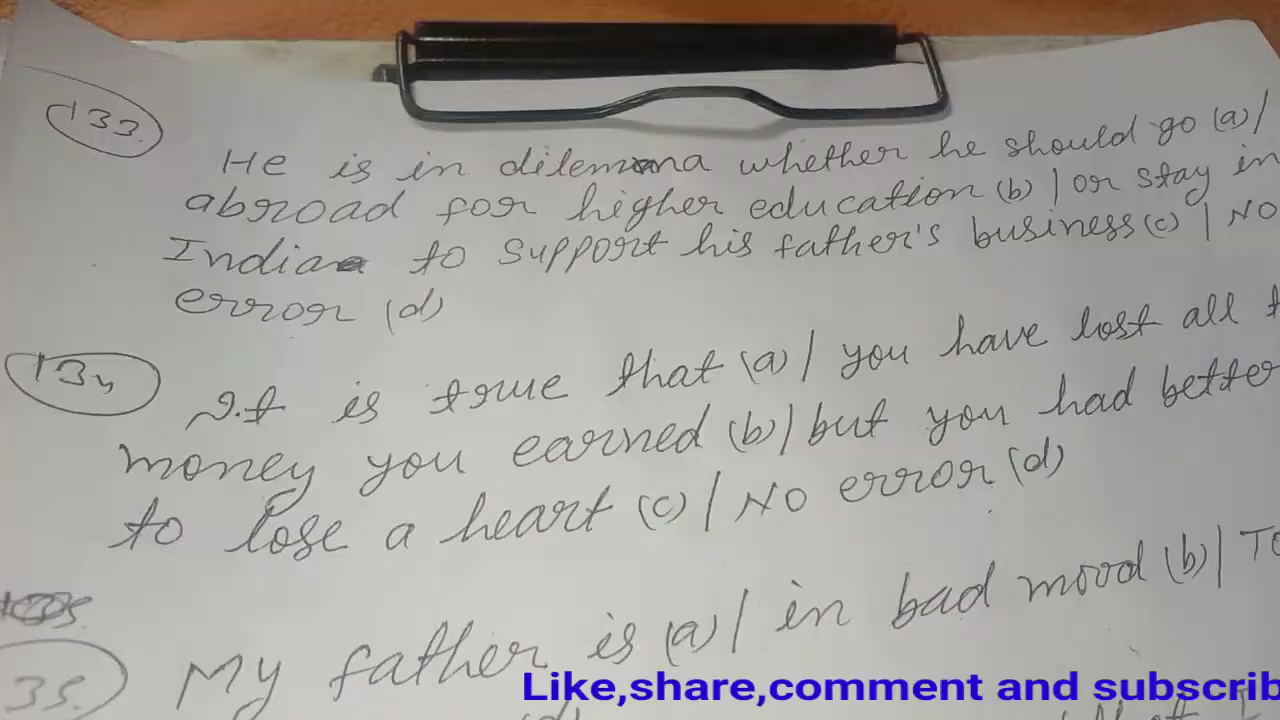 133.
He is in dilemma whether he should go (a)/
abroad for higher education (b) / or stay in
India to support his father's business (c) / No
error (d)
134
It is true that (a) / you have lost all
money you earned (b) / but you had better
to lose a heart (c) / No error (d)
35.
My father is (a) / in bad mood (b) / To
Like,share,comment and subscrib